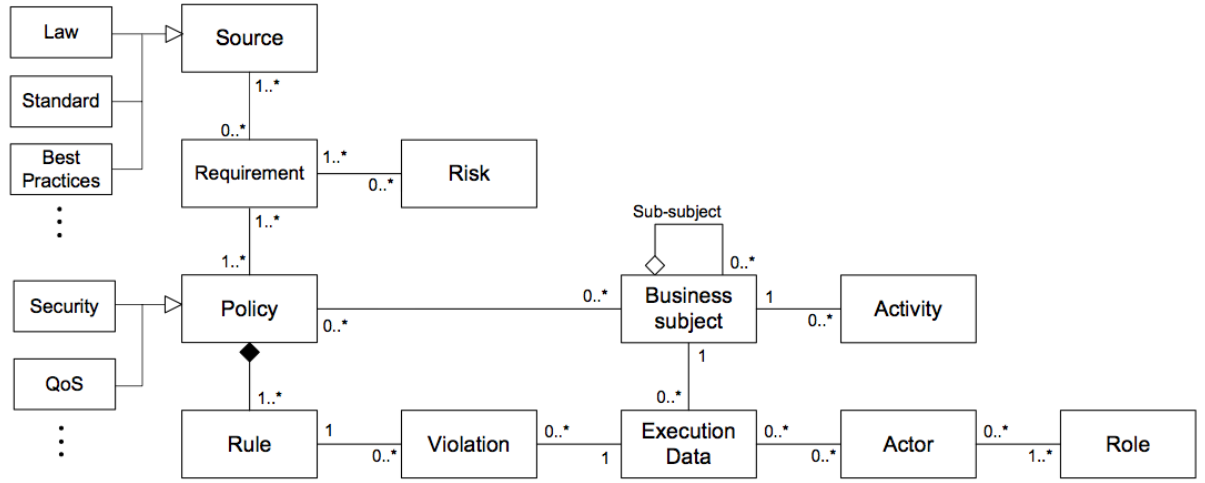 Law
Source
1..*
Standard
0..*
Best
Practices
Requirement
1..*
0..*
Risk
1..*
Sub-subject
1..*
0..*
Security
Policy
0..*
0..*
Business
subject
1
0..*
Activity
QoS
1
1..*
0..*
Rule
1
0..*
Violation
0..*
1
Execution
Data
0..*
0..*
Actor
0..*
1..*
Role